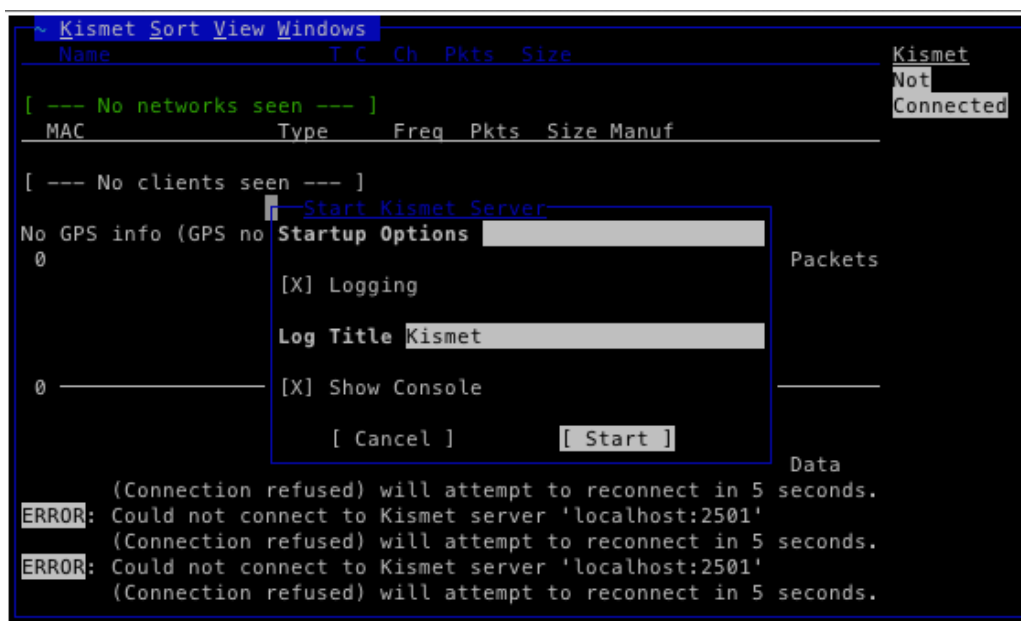 ~ Kismet Sort View Windows
Name T C Ch Pkts Size
Kismet
Not
Connected
[ --- No networks seen --- ]
MAC Type Freq Pkts Size Manuf
[ --- No clients seen --- ]
Start Kismet Server
No GPS info (GPS no
Startup Options
0
Packets
[X] Logging
Log Title Kismet
0
[X] Show Console
[ Cancel ] [ Start ]
Data
(Connection refused) will attempt to reconnect in 5 seconds.
ERROR: Could not connect to Kismet server 'localhost:2501'
(Connection refused) will attempt to reconnect in 5 seconds.
ERROR: Could not connect to Kismet server 'localhost:2501'
(Connection refused) will attempt to reconnect in 5 seconds.